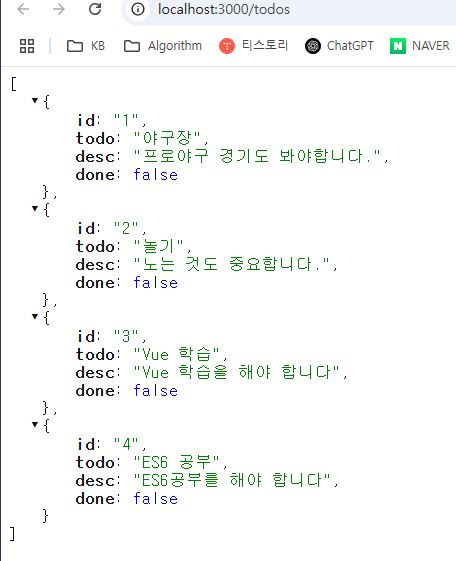 localhost:3000/todos
KB Algorithm 티스토리 ChatGPT NAVER
[
▼ {
id: "1",
todo: "야구장",
desc: "프로야구 경기도 봐야합니다.",
done: false
},
▼ {
id: "2",
todo: "놀기",
desc: "노는 것도 중요합니다.",
done: false
},
▼ {
id: "3",
todo: "Vue 학습",
desc: "Vue 학습을 해야 합니다",
done: false
},
▼ {
id: "4",
todo: "ES6 공부",
desc: "ES6공부를 해야 합니다",
done: false
}
]